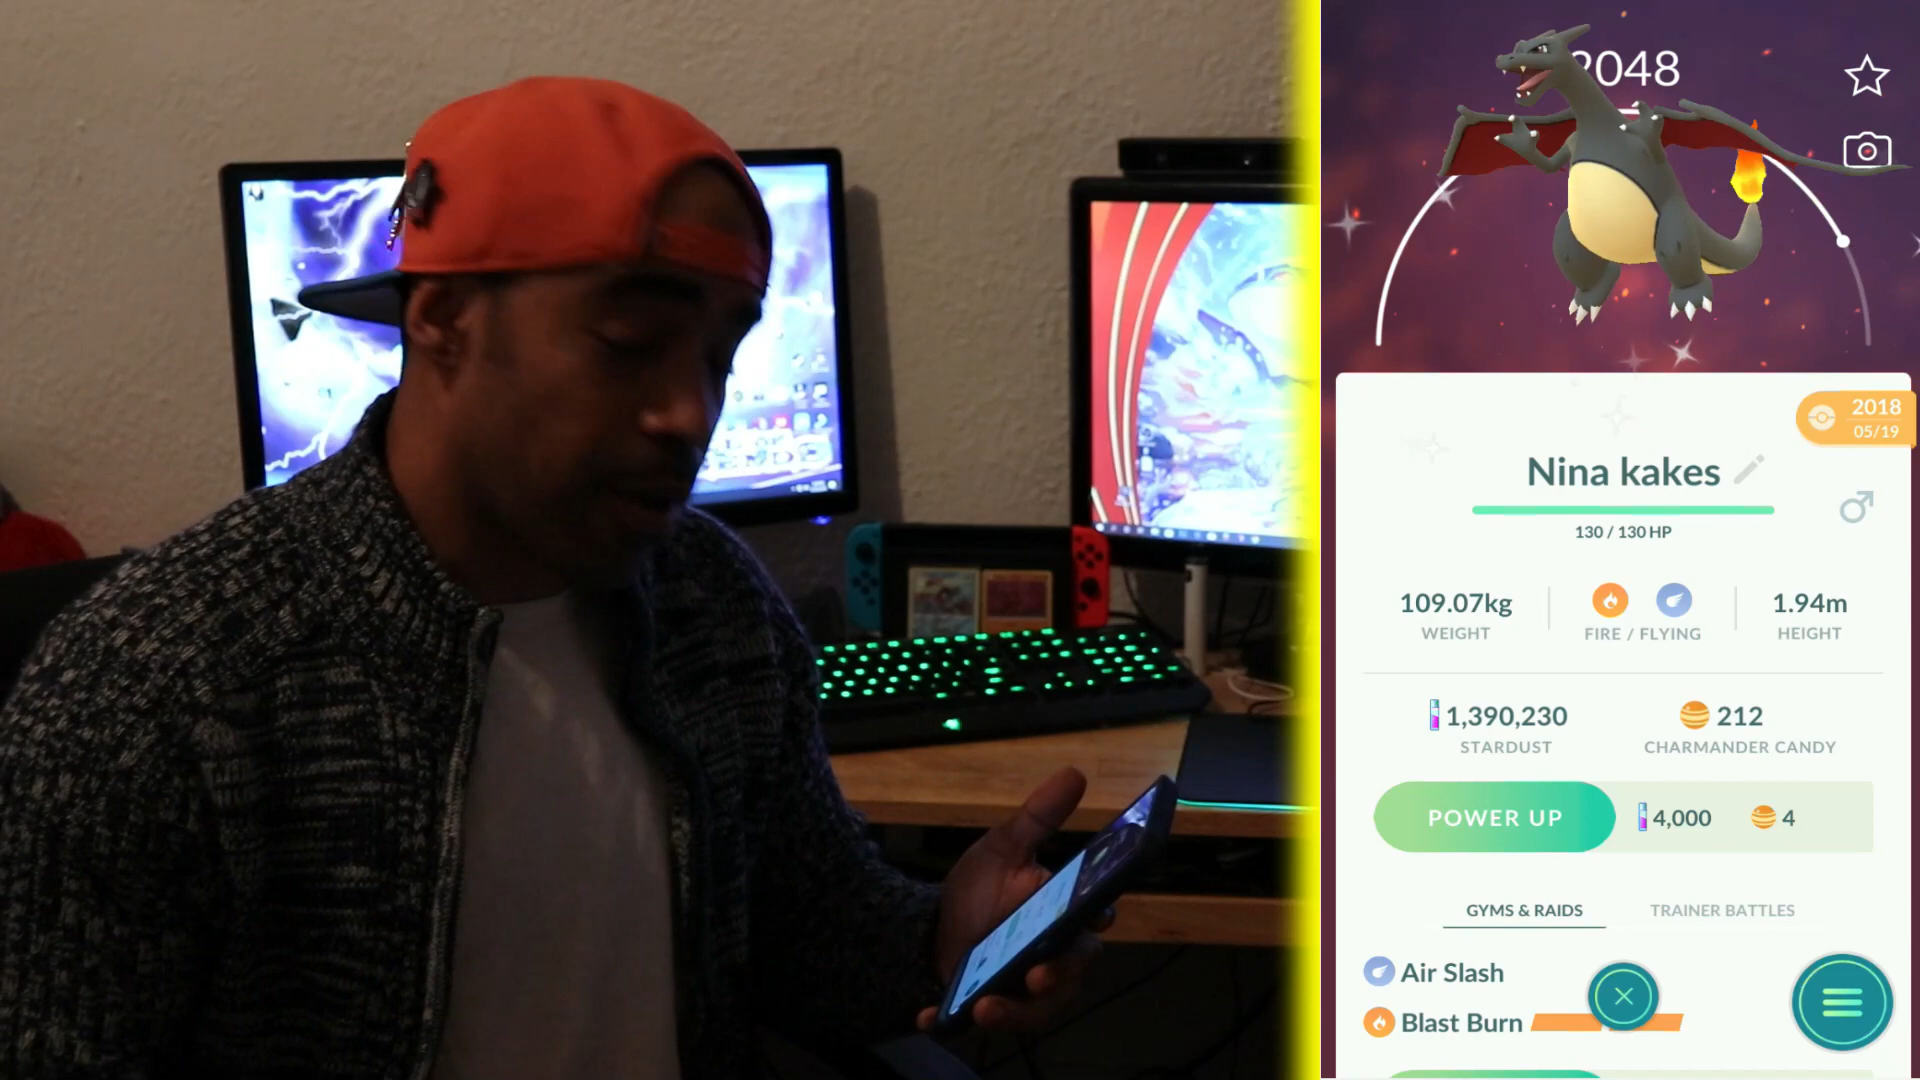 2048
2018
05/19
Nina kakes
130 / 130 HP
109.07kg
WEIGHT
FIRE / FLYING
1.94m
HEIGHT
1,390,230
STARDUST
212
CHARMANDER CANDY
POWER UP
4,000
4
GYMS & RAIDS
TRAINER BATTLES
Air Slash
Blast Burn